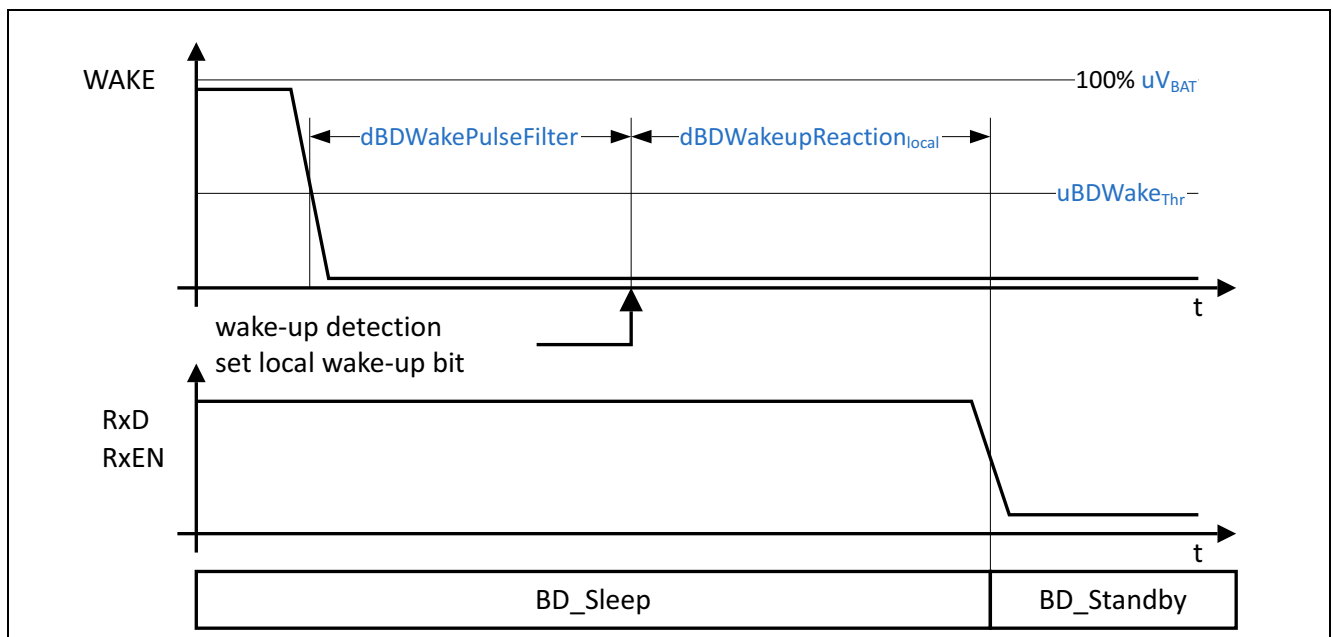 WAKE
100% uVBAT
dBDWakePulseFilter
dBDWakeupReactionlocal
uBDWakeThr
t
wake-up detection
set local wake-up bit
RxD
RxEN
t
BD_Sleep
BD_Standby